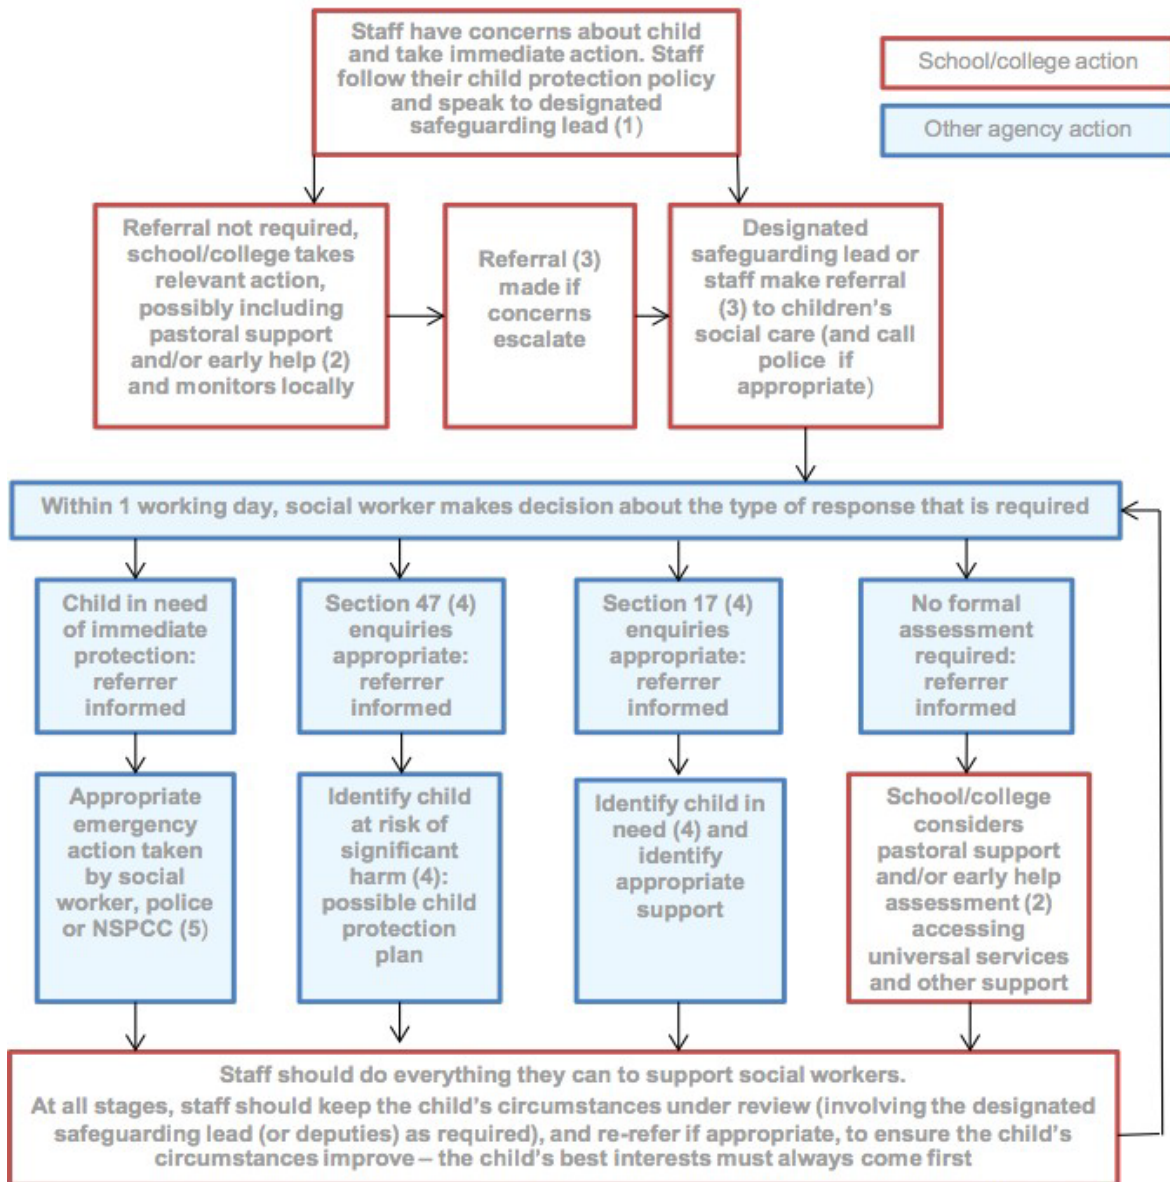 Staff have concerns about child
and take immediate action. Staff
follow their child protection policy
and speak to designated
safeguarding lead (1)
School/college action
Other agency action
Referral not required,
school/college takes
relevant action,
possibly including
pastoral support
and/or early help (2)
and monitors locally
Referral (3)
made if
concerns
escalate
Designated
safeguarding lead or
staff make referral
(3) to children's
social care (and call
police if
appropriate)
Within 1 working day, social worker makes decision about the type of response that is required
Child in need
of immediate
protection:
referrer
informed
Section 47 (4)
enquiries
appropriate:
referrer
informed
Section 17 (4)
enquiries
appropriate:
referrer
informed
No formal
assessment
required:
referrer
informed
Appropriate
emergency
action taken
by social
worker, police
or NSPCC (5)
Identify child
at risk of
significant
harm (4):
possible child
protection
plan
Identify child in
need (4) and
identify
appropriate
support
School/college
considers
pastoral support
and/or early help
assessment (2)
accessing
universal services
and other support
Staff should do everything they can to support social workers.
At all stages, staff should keep the child's circumstances under review (involving the designated
safeguarding lead (or deputies) as required), and re-refer if appropriate, to ensure the child's
circumstances improve – the child's best interests must always come first